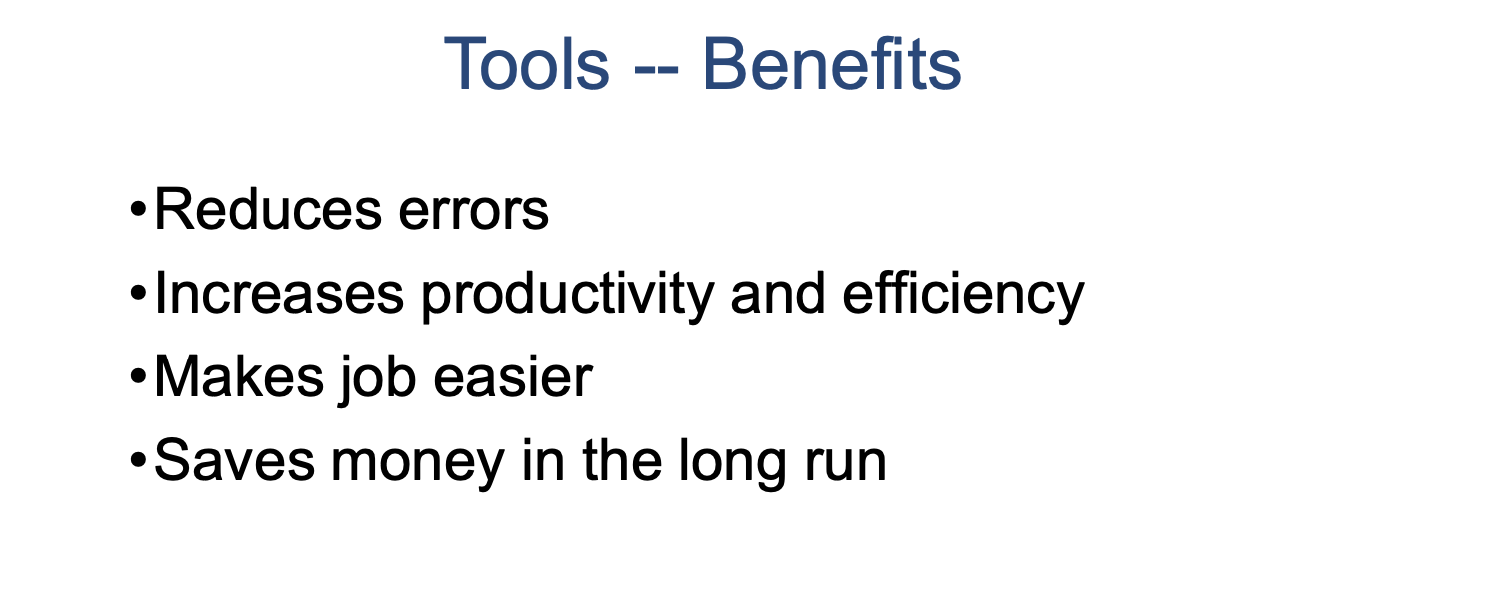 Tools -- Benefits
•Reduces errors
•Increases productivity and efficiency
•Makes job easier
•Saves money in the long run